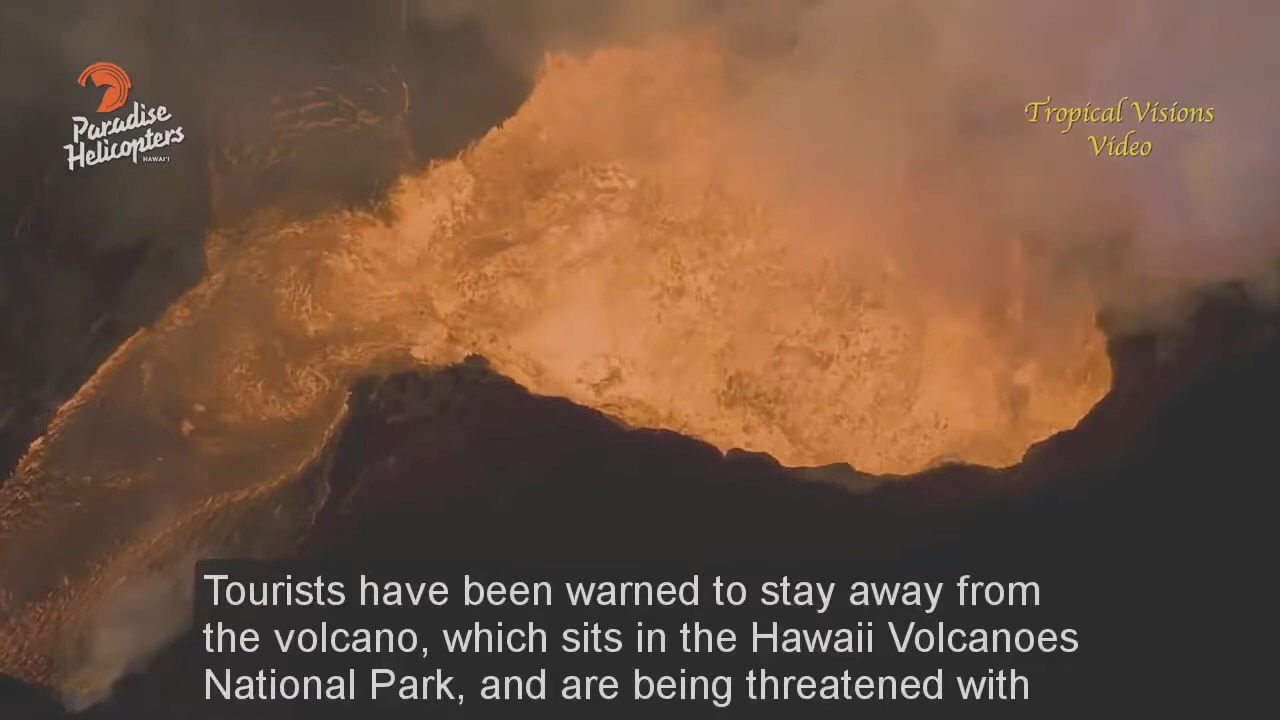 Paradise
Helicopters
HAWAI'I
Tropical Visions
Video
Tourists have been warned to stay away from
the volcano, which sits in the Hawaii Volcanoes
National Park, and are being threatened with